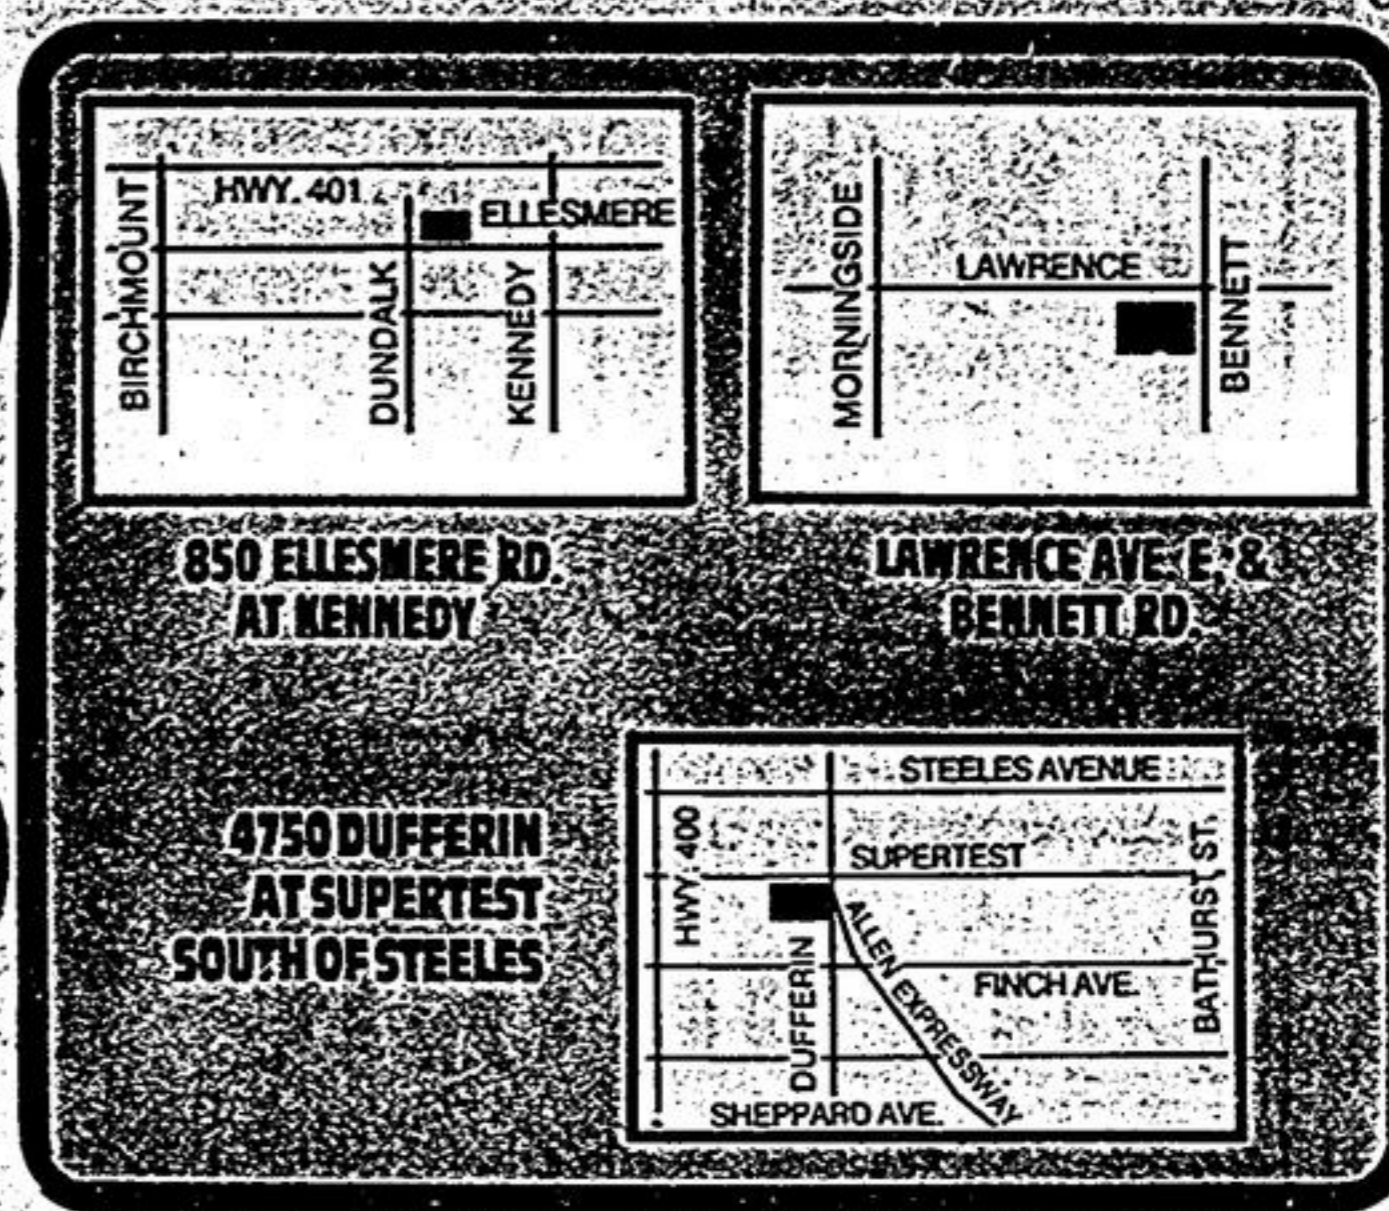 BIRCHMOUNT
HWY. 401
ELLESMERE
DUNDALK
KENNEDY
850 ELLESMERE RD.
AT KENNEDY
MORNINGSIDE
LAWRENCE
BENNETT
LAWRENCE AVE. E. &
BENNETT RD.
4750 DUFFERIN
AT SUPERTEST
SOUTH OF STEELES
STEELES AVENUE
HWY. 400
SUPERTEST
BATHURST ST.
ALLEN EXPRESSWAY
DUFFERIN
FINCH AVE.
SHEPPARD AVE.